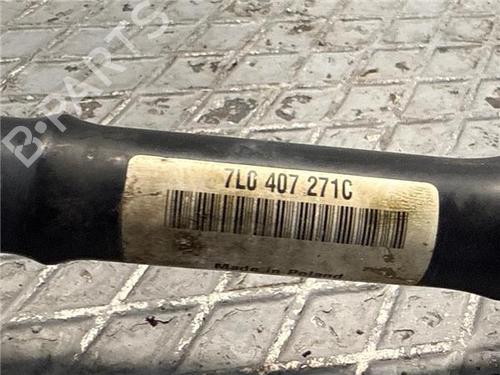 B-PARTS
7L0 407 271C
Made in Poland